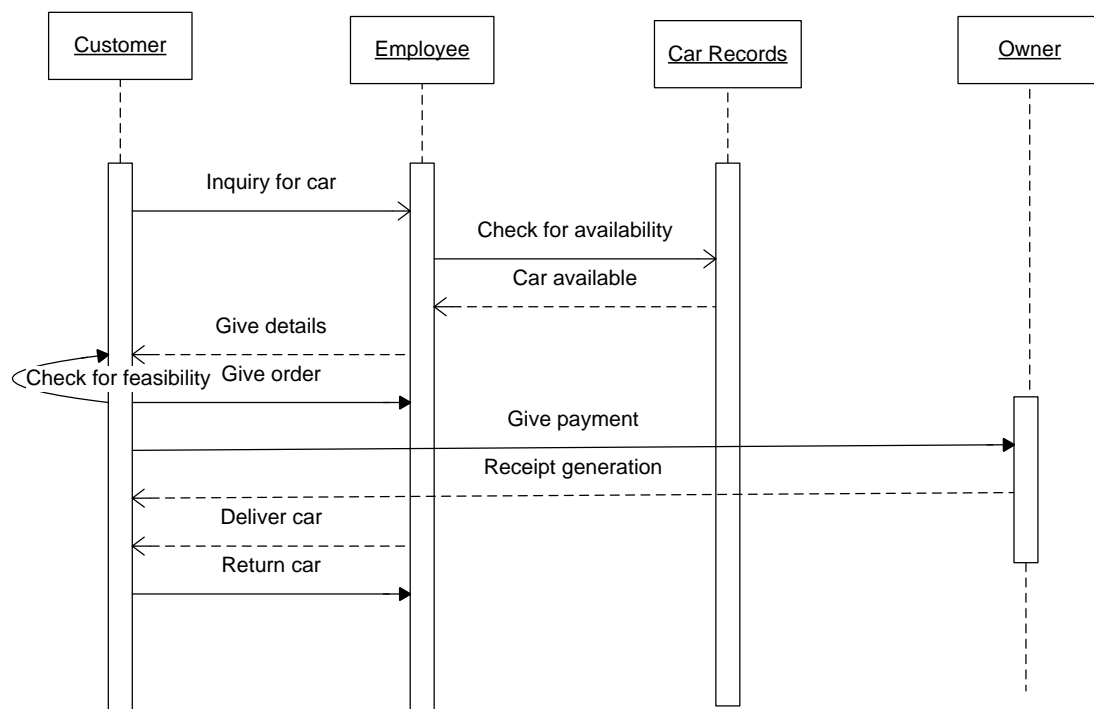 Customer
Employee
Car Records
Owner
Inquiry for car
Check for availability
Car available
Give details
Check for feasibility
Give order
Give payment
Receipt generation
Deliver car
Return car